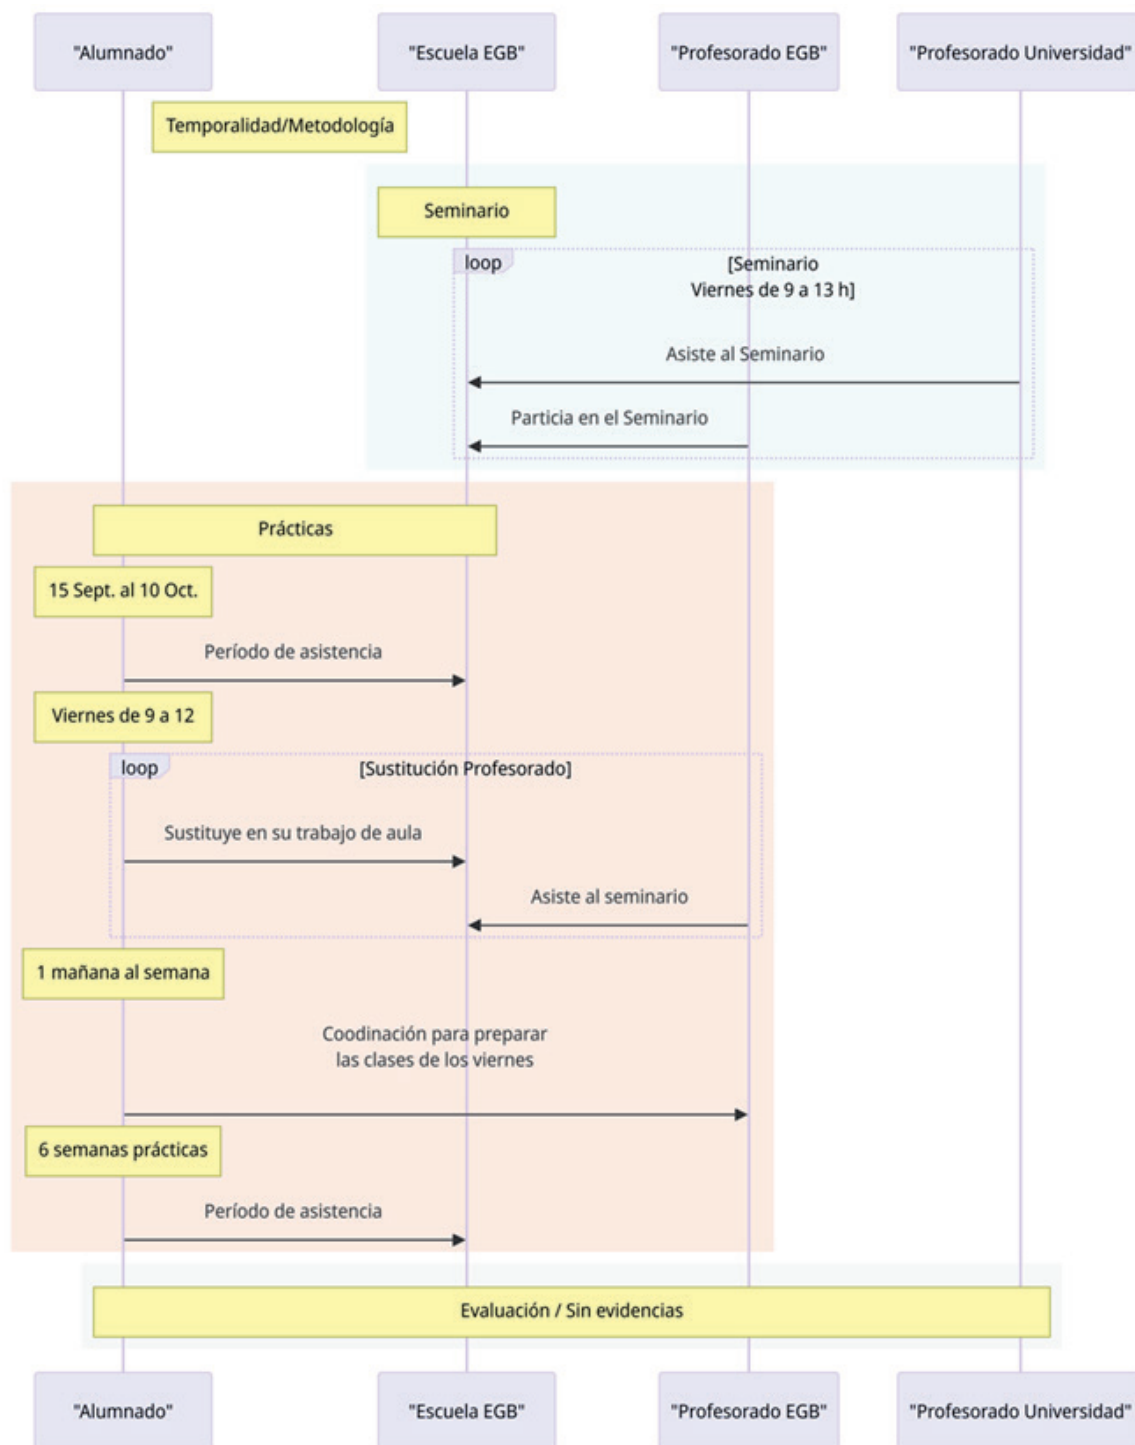 "Alumnado"
"Escuela EGB"
"Profesorado EGB"
"Profesorado Universidad"
Temporalidad/Metodología
Seminario
loop
[Seminario
Viernes de 9 a 13 h]
Asiste al Seminario
Particia en el Seminario
Prácticas
15 Sept. al 10 Oct.
Período de asistencia
Viernes de 9 a 12
loop
[Sustitución Profesorado]
Sustituye en su trabajo de aula
Asiste al seminario
1 mañana al semana
Coodinación para preparar
las clases de los viernes
6 semanas prácticas
Período de asistencia
Evaluación / Sin evidencias
"Alumnado"
"Escuela EGB"
"Profesorado EGB"
"Profesorado Universidad"